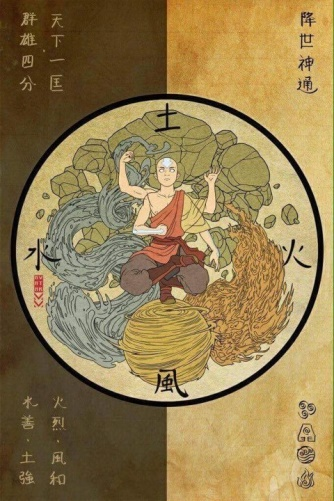 降世神通
天下一匡
群雄四分
土
水
火
風
火烈，風和
水善，土強